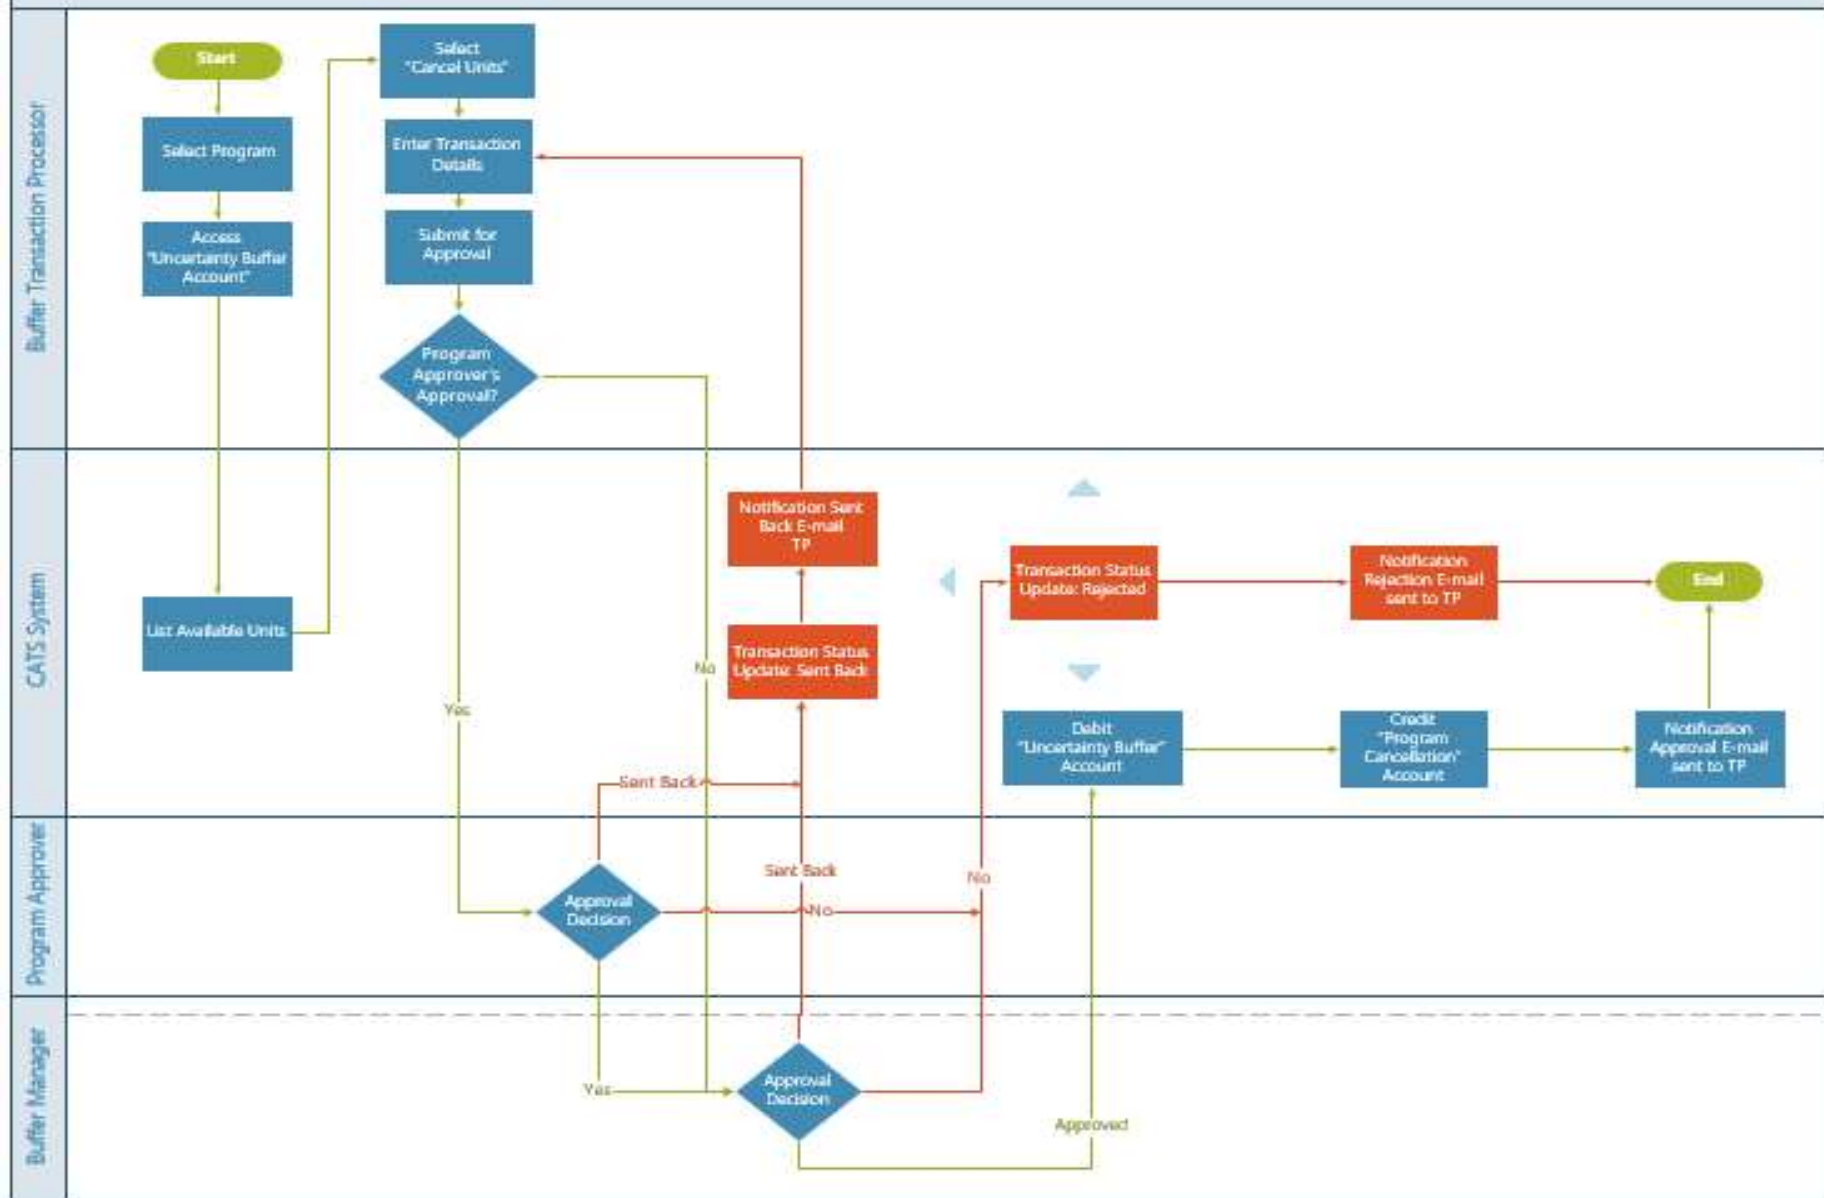 Buffer Transaction Processor
Start
Select Program
Access
"Uncertainty Buffer
Account"
Select
"Cancel Units"
Enter Transaction
Details
Submit for
Approval
Program
Approver's
Approval?
CATS System
List Available Units
Yes
No
Notification Sent
Back E-mail
TP
Transaction Status
Update: Sent Back
Sent Back
Transaction Status
Update: Rejected
Notification
Rejection E-mail
sent to TP
End
Debit
"Uncertainty Buffer"
Account
Credit
"Program
Cancellation"
Account
Notification
Approval E-mail
sent to TP
Program Approver
Approval
Decision
Sent Back
No
No
Buffer Manager
Yes
Approval
Decision
Approved